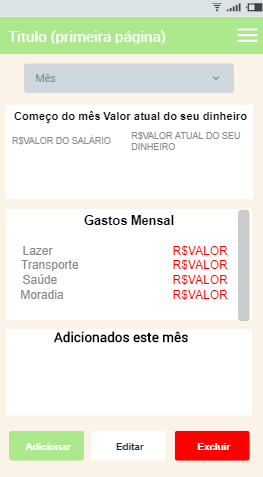 Titulo (primeira página)
Mês
Começo do mês Valor atual do seu dinheiro
R$VALOR DO SALÁRIO R$VALOR ATUAL DO SEU DINHEIRO
Gastos Mensal
Lazer R$VALOR
Transporte R$VALOR
Saúde R$VALOR
Moradia R$VALOR
Adicionados este mês
Adicionar Editar Excluir